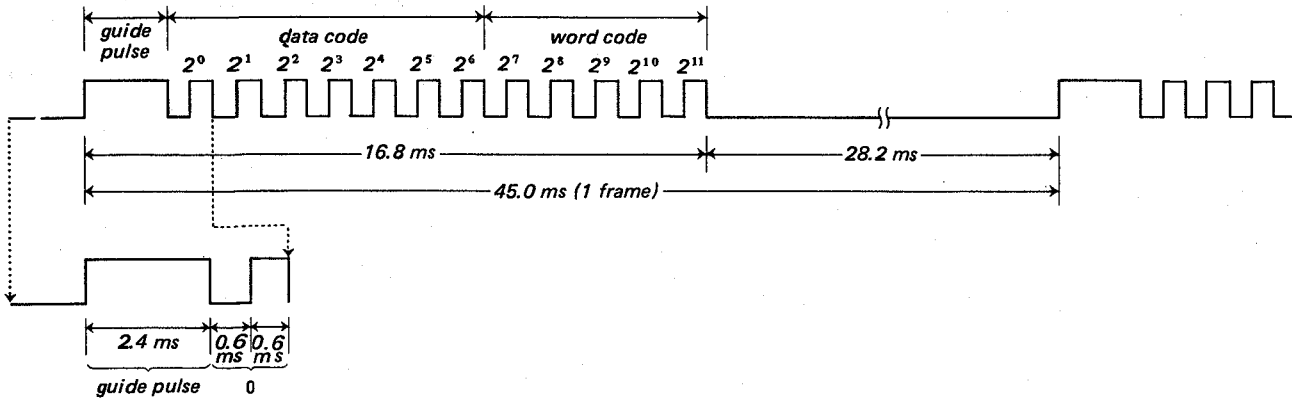 guide pulse
data code
word code
2⁰ 2¹ 2² 2³ 2⁴ 2⁵ 2⁶ 2⁷ 2⁸ 2⁹ 2¹⁰ 2¹¹
16.8 ms
28.2 ms
45.0 ms (1 frame)
2.4 ms
0.6 ms
0.6 ms
guide pulse
0